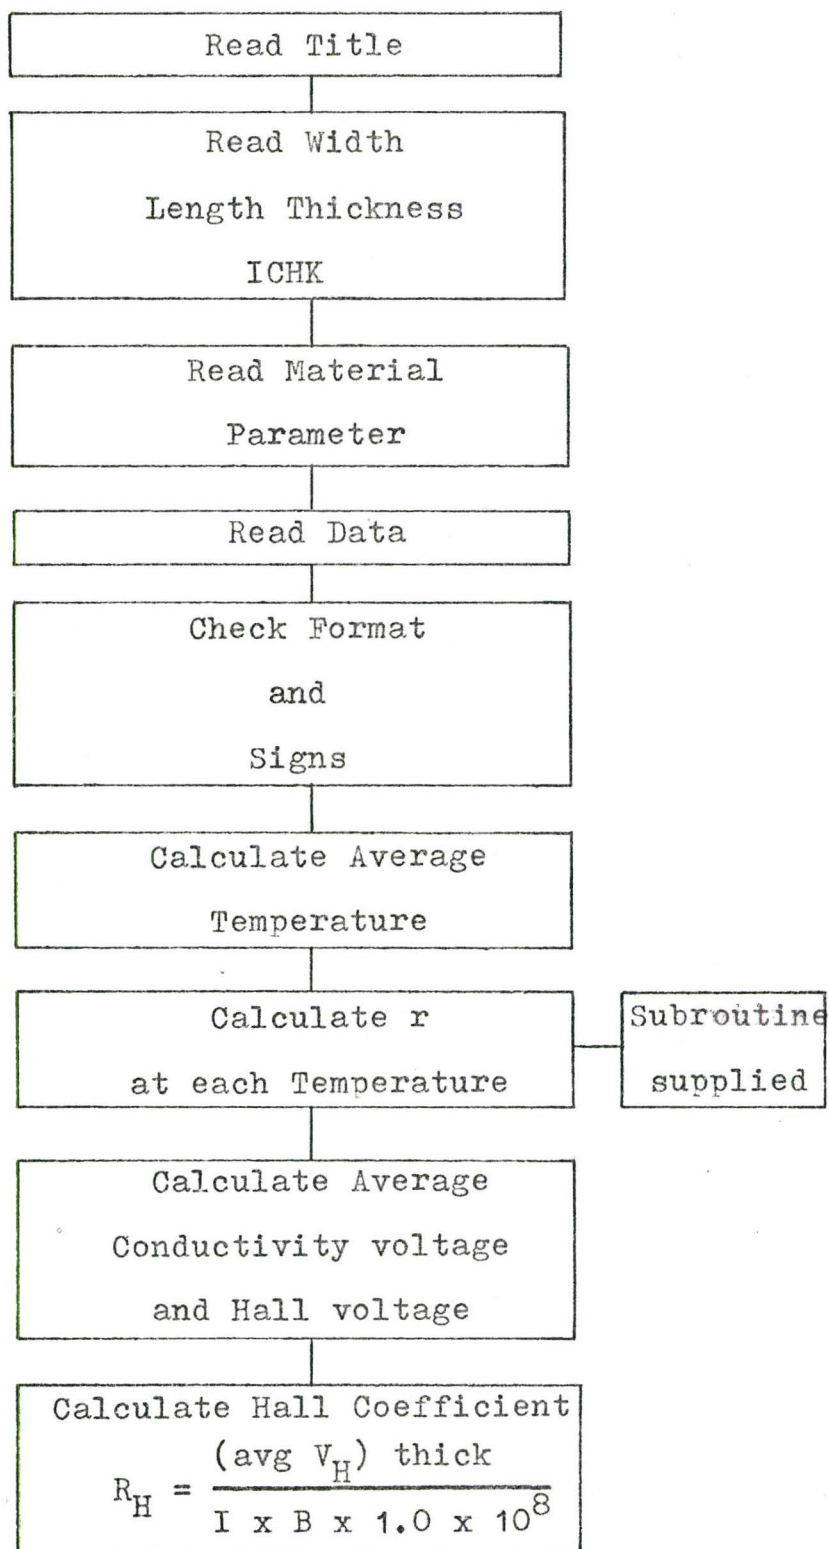 Read Title
Read Width
Length Thickness
ICHK
Read Material
Parameter
Read Data
Check Format
and
Signs
Calculate Average
Temperature
Calculate r
at each Temperature
Subroutine
supplied
Calculate Average
Conductivity voltage
and Hall voltage
Calculate Hall Coefficient
R_H = (avg V_H) thick / I x B x 1.0 x 10^8